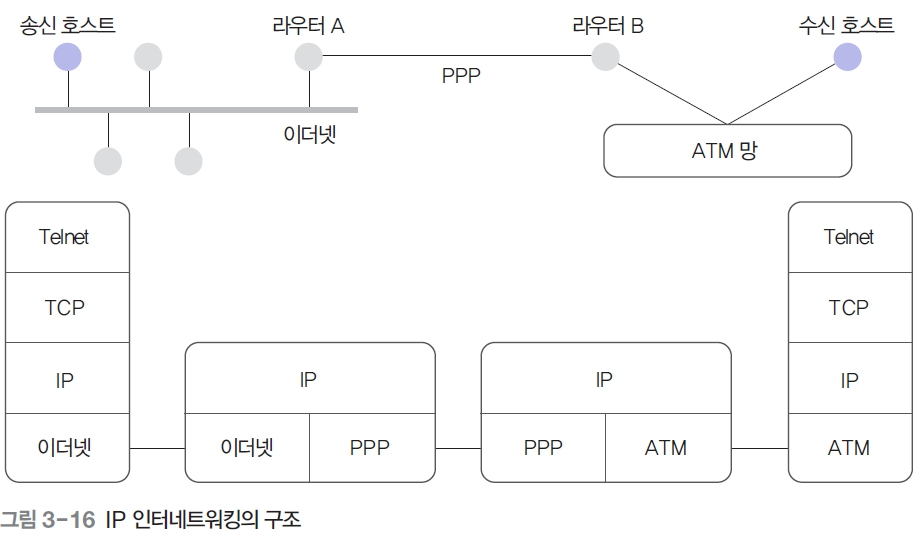 송신 호스트 라우터 A 라우터 B 수신 호스트
PPP
이더넷
ATM 망
Telnet Telnet
TCP TCP
IP IP IP IP
이더넷 이더넷 PPP PPP ATM ATM
그림 3-16 IP 인터네트워킹의 구조